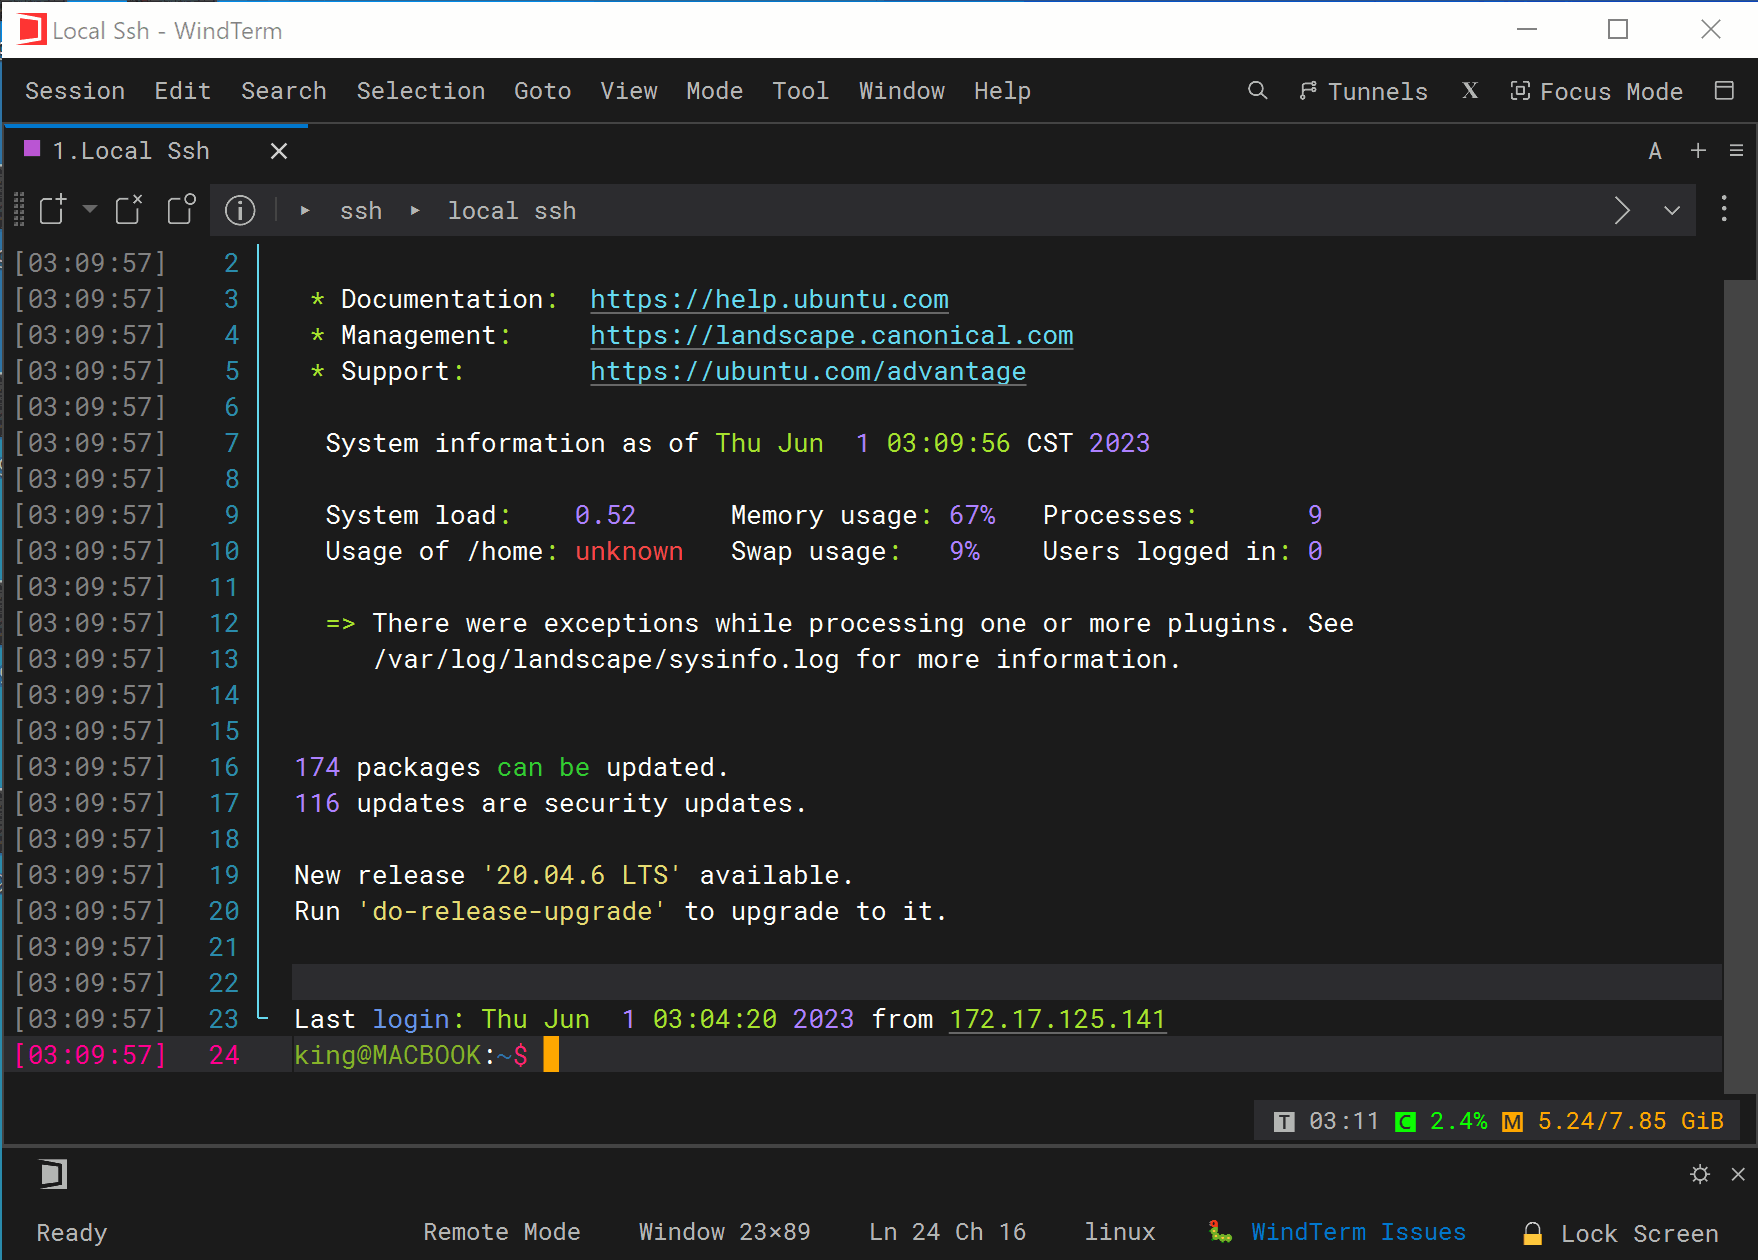 Local Ssh - WindTerm
Session Edit Search Selection Goto View Mode Tool Window Help Tunnels X Focus Mode
1.Local Ssh A
ssh local ssh
[03:09:57] 2
[03:09:57] 3 * Documentation: https://help.ubuntu.com
[03:09:57] 4 * Management: https://landscape.canonical.com
[03:09:57] 5 * Support: https://ubuntu.com/advantage
[03:09:57] 6
[03:09:57] 7 System information as of Thu Jun 1 03:09:56 CST 2023
[03:09:57] 8
[03:09:57] 9 System load: 0.52 Memory usage: 67% Processes: 9
[03:09:57] 10 Usage of /home: unknown Swap usage: 9% Users logged in: 0
[03:09:57] 11
[03:09:57] 12 => There were exceptions while processing one or more plugins. See
[03:09:57] 13 /var/log/landscape/sysinfo.log for more information.
[03:09:57] 14
[03:09:57] 15
[03:09:57] 16 174 packages can be updated.
[03:09:57] 17 116 updates are security updates.
[03:09:57] 18
[03:09:57] 19 New release '20.04.6 LTS' available.
[03:09:57] 20 Run 'do-release-upgrade' to upgrade to it.
[03:09:57] 21
[03:09:57] 22
[03:09:57] 23 Last login: Thu Jun 1 03:04:20 2023 from 172.17.125.141
[03:09:57] 24 king@MACBOOK:~$
T 03:11 C 2.4% M 5.24/7.85 GiB
Ready Remote Mode Window 23×89 Ln 24 Ch 16 linux WindTerm Issues Lock Screen